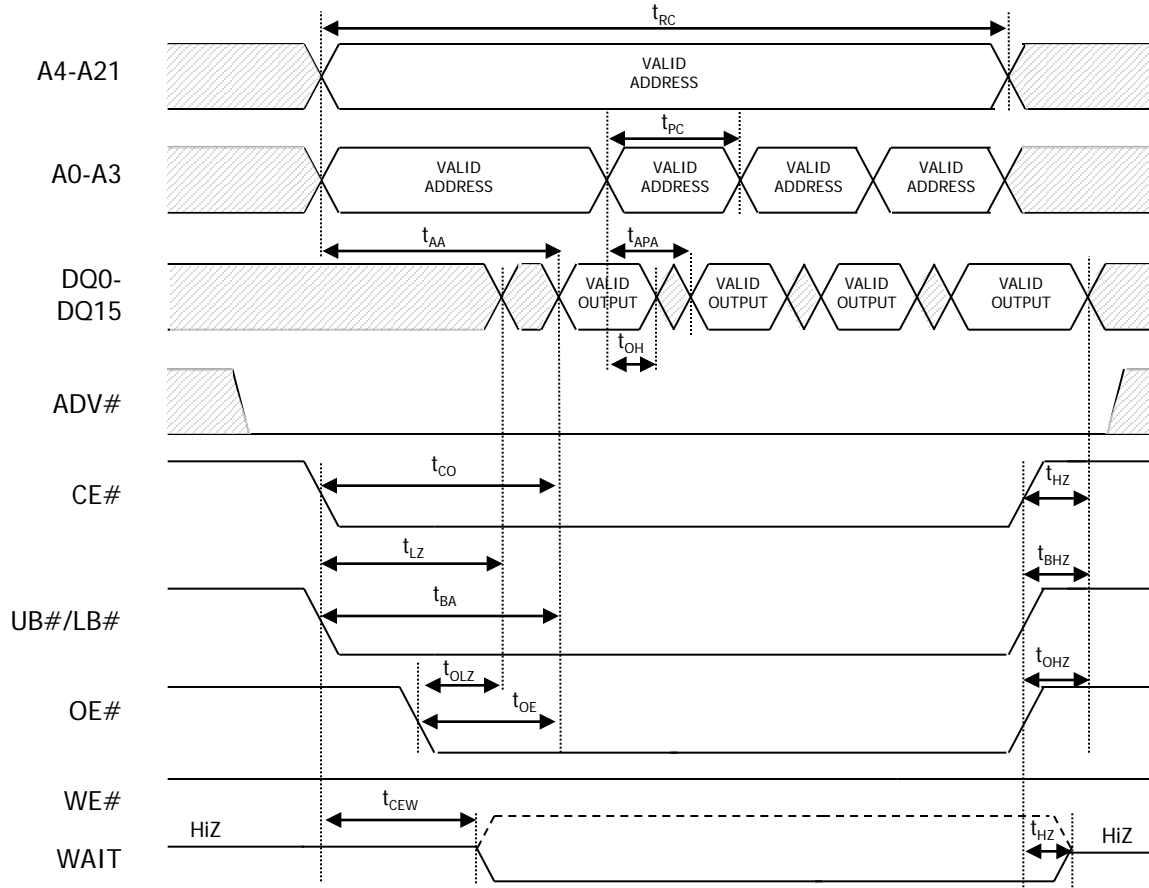 tRC
A4-A21
VALID
ADDRESS
tPC
A0-A3
VALID
ADDRESS
VALID
ADDRESS
VALID
ADDRESS
VALID
ADDRESS
tAA
tAPA
DQ0-
DQ15
VALID
OUTPUT
VALID
OUTPUT
VALID
OUTPUT
VALID
OUTPUT
tOH
ADV#
tCO
tHZ
CE#
tLZ
tBHZ
tBA
UB#/LB#
tOLZ
tOHZ
tOE
OE#
WE#
tCEW
HiZ
tHZ
HiZ
WAIT